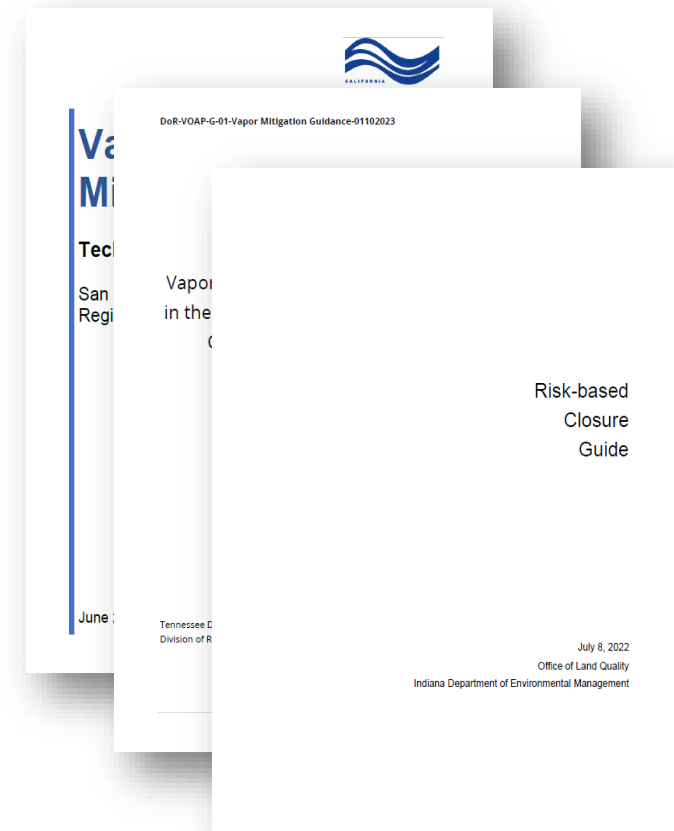 CALIFORNIA
Va
Mi
Tec
San
Regi
June
DoR-VOAP-G-01-Vapor Mitigation Guidance-01102023
Vapor
in the
Tennessee D
Division of R
Risk-based
Closure
Guide
July 8, 2022
Office of Land Quality
Indiana Department of Environmental Management